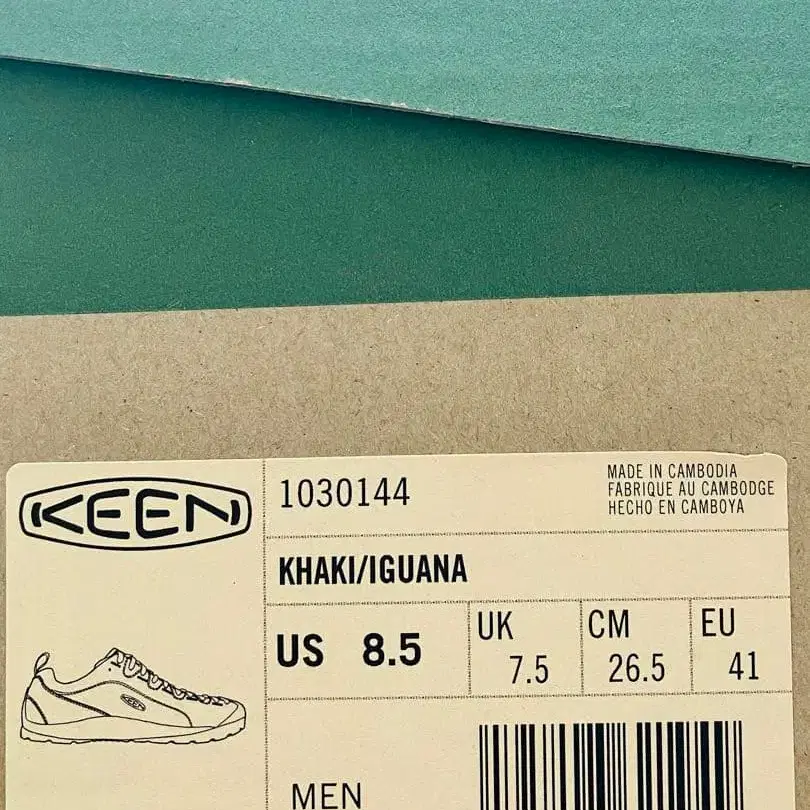 KEEN
1030144
MADE IN CAMBODIA
FABRIQUE AU CAMBODGE
HECHO EN CAMBOYA
KHAKI/IGUANA
US 8.5
UK 7.5
CM 26.5
EU 41
KEEN
MEN